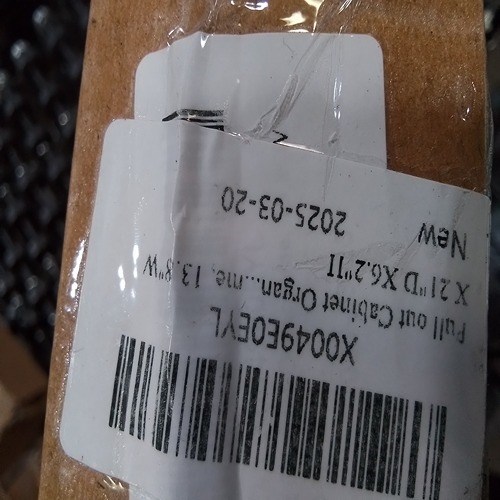 X0049E0EYL
Pull out Cabinet Organ...me, 13.8"W
X 21"D X6.2"H
New
2025-03-20